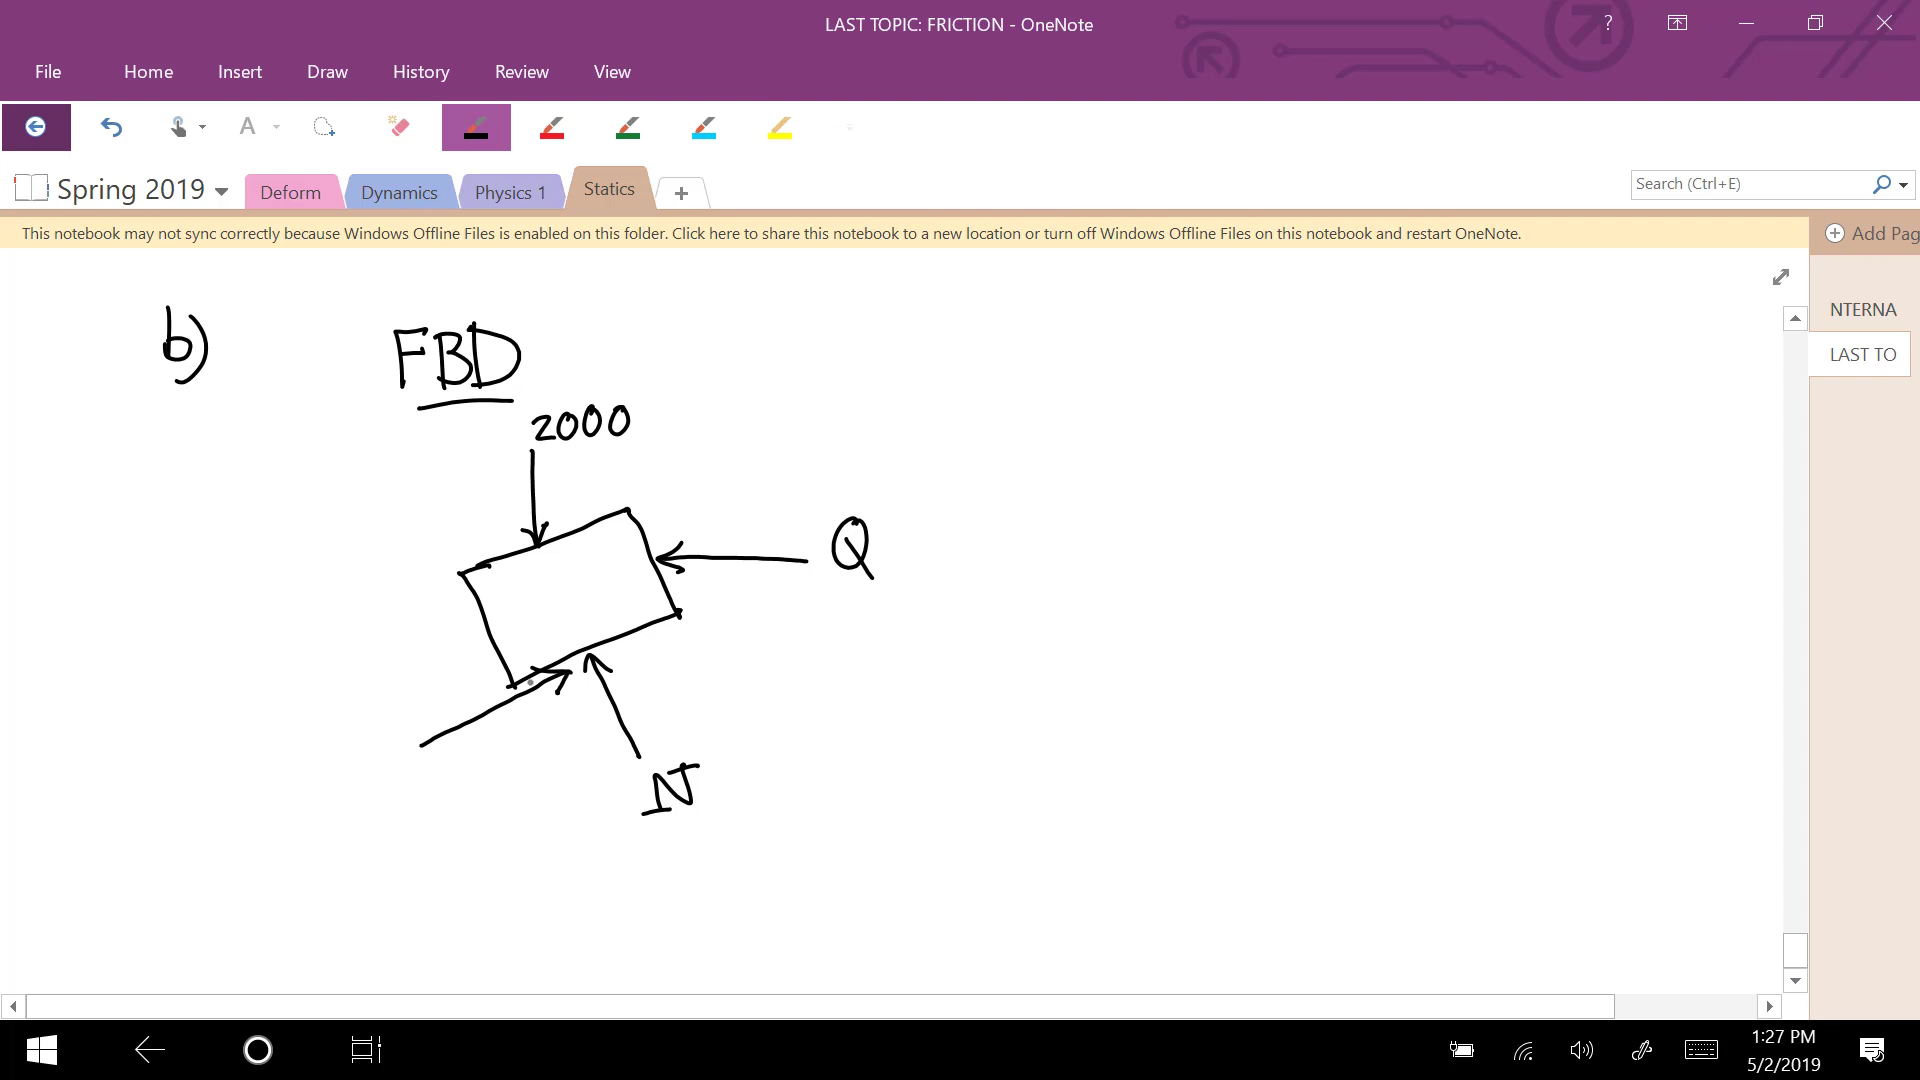 LAST TOPIC: FRICTION - OneNote
?
File Home Insert Draw History Review View
A
Spring 2019 Deform Dynamics Physics 1 Statics +
Search (Ctrl+E)
This notebook may not sync correctly because Windows Offline Files is enabled on this folder. Click here to share this notebook to a new location or turn off Windows Offline Files on this notebook and restart OneNote.
Add Pag
NTERNA
LAST TO
b) FBD
2000
Q
N
1:27 PM
5/2/2019